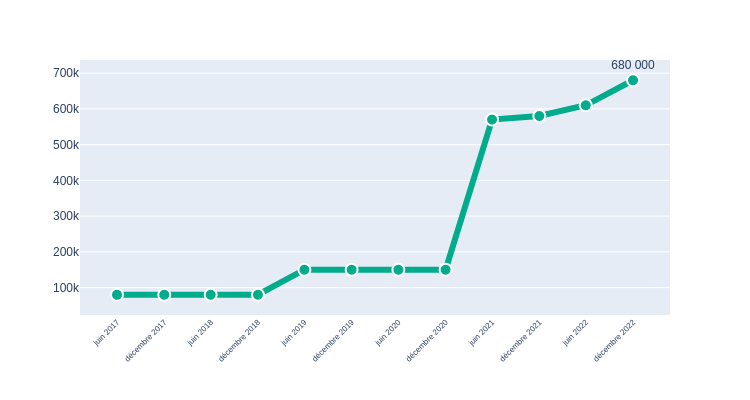 680 000
700k
600k
500k
400k
300k
200k
100k
juin 2017
décembre 2017
juin 2018
décembre 2018
juin 2019
décembre 2019
juin 2020
décembre 2020
juin 2021
décembre 2021
juin 2022
décembre 2022